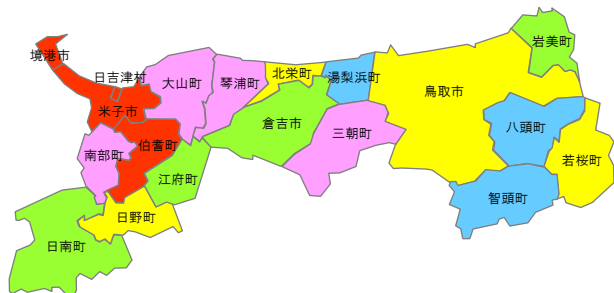 岩美町
境港市
日吉津村
大山町
琴浦町
北栄町
湯梨浜町
鳥取市
米子市
倉吉市
八頭町
三朝町
伯耆町
南部町
若桜町
江府町
智頭町
日野町
日南町